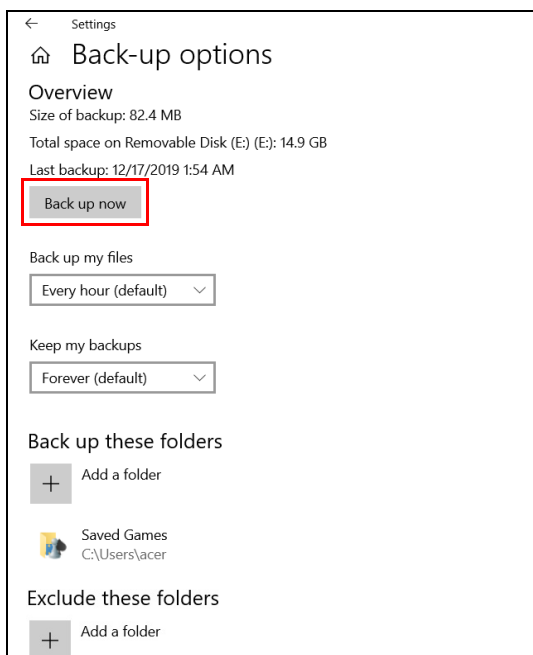 Settings
Back-up options
Overview
Size of backup: 82.4 MB
Total space on Removable Disk (E:) (E:): 14.9 GB
Last backup: 12/17/2019 1:54 AM
Back up now
Back up my files
Every hour (default)
Keep my backups
Forever (default)
Back up these folders
Add a folder
Saved Games
C:\Users\acer
Exclude these folders
Add a folder